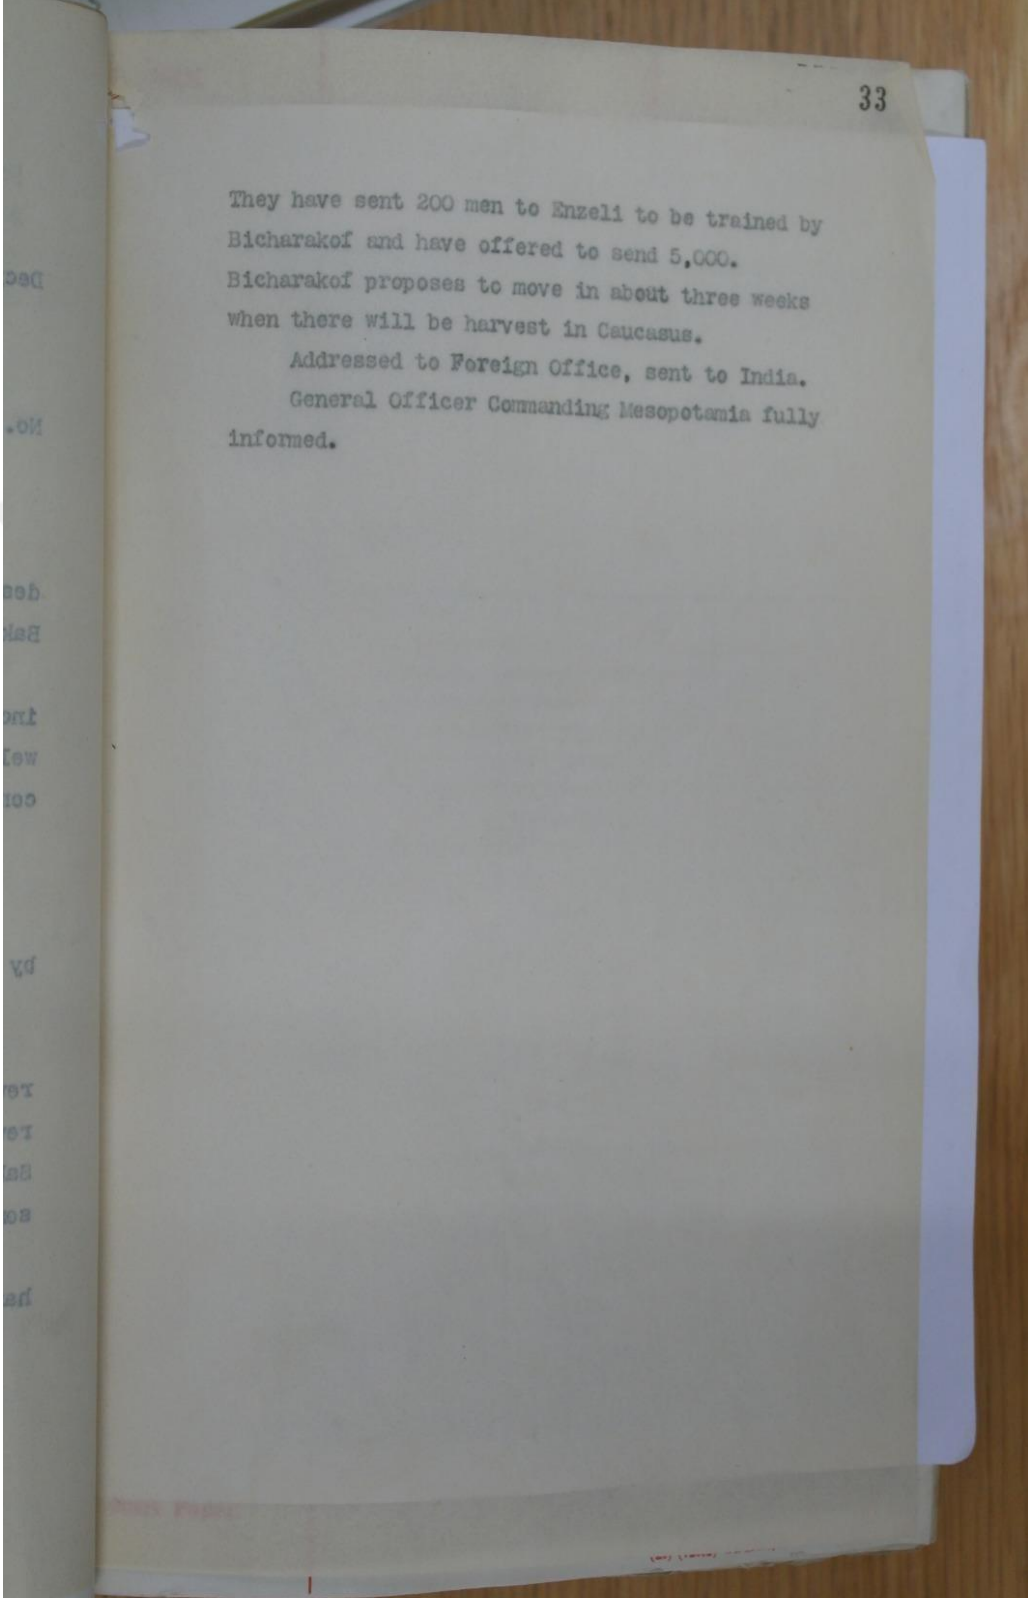 33
They have sent 200 men to Enzeli to be trained by
Bicharakof and have offered to send 5,000.
Bicharakof proposes to move in about three weeks
when there will be harvest in Caucasus.
Addressed to Foreign Office, sent to India.
General Officer Commanding Mesopotamia fully
informed.